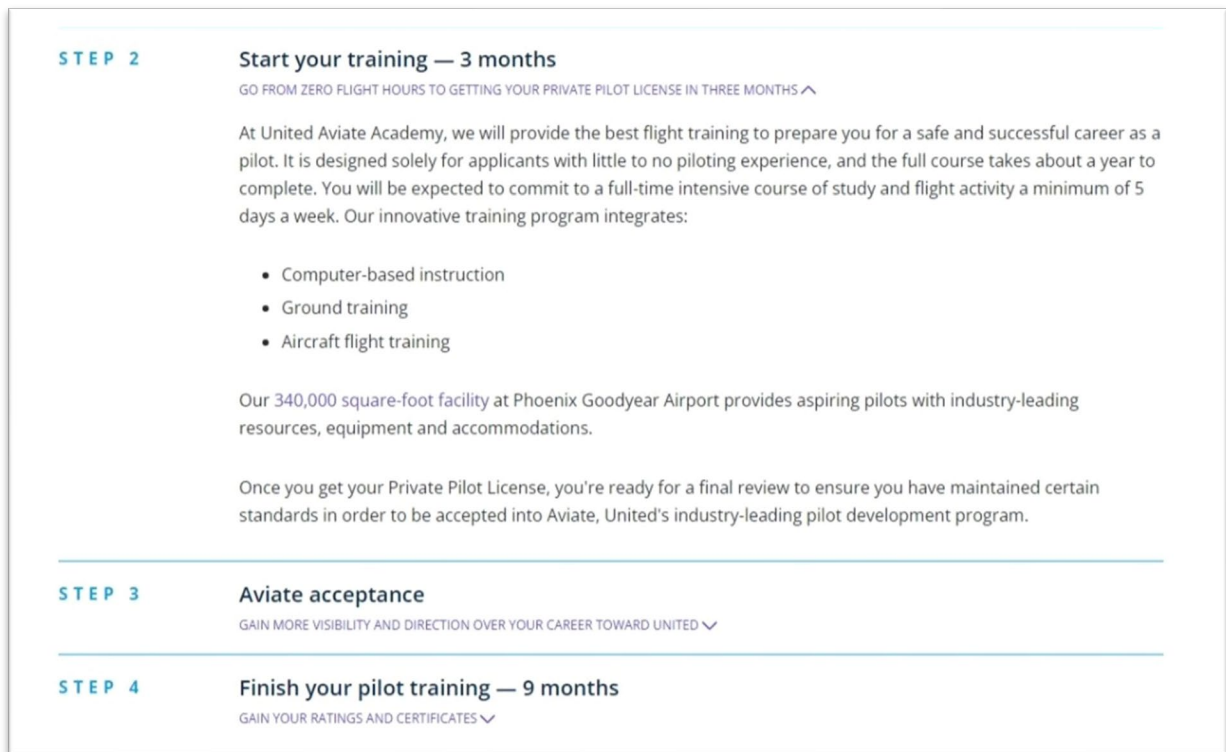 STEP 2
Start your training — 3 months
GO FROM ZERO FLIGHT HOURS TO GETTING YOUR PRIVATE PILOT LICENSE IN THREE MONTHS
At United Aviate Academy, we will provide the best flight training to prepare you for a safe and successful career as a
pilot. It is designed solely for applicants with little to no piloting experience, and the full course takes about a year to
complete. You will be expected to commit to a full-time intensive course of study and flight activity a minimum of 5
days a week. Our innovative training program integrates:
• Computer-based instruction
• Ground training
• Aircraft flight training
Our 340,000 square-foot facility at Phoenix Goodyear Airport provides aspiring pilots with industry-leading
resources, equipment and accommodations.
Once you get your Private Pilot License, you're ready for a final review to ensure you have maintained certain
standards in order to be accepted into Aviate, United's industry-leading pilot development program.
STEP 3
Aviate acceptance
GAIN MORE VISIBILITY AND DIRECTION OVER YOUR CAREER TOWARD UNITED
STEP 4
Finish your pilot training — 9 months
GAIN YOUR RATINGS AND CERTIFICATES